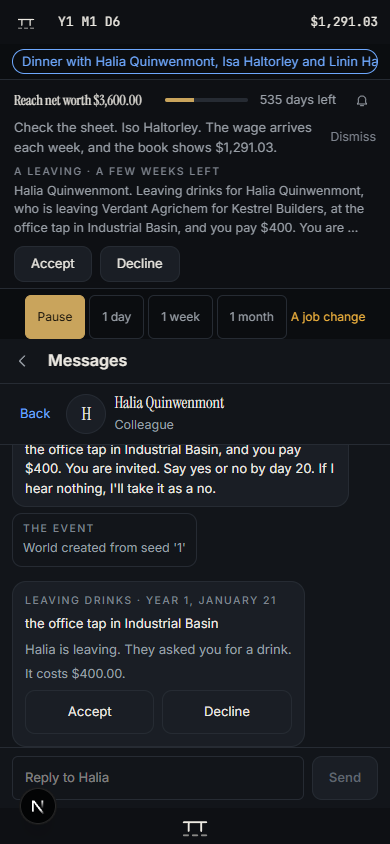 Y1 M1 D6
$1,291.03
Dinner with Halia Quinwenmont, Isa Haltorley and Linin Ha
Reach net worth $3,600.00
535 days left
Check the sheet. Iso Haltorley. The wage arrives
each week, and the book shows $1,291.03.
Dismiss
A LEAVING · A FEW WEEKS LEFT
Halia Quinwenmont. Leaving drinks for Halia Quinwenmont,
who is leaving Verdant Agrichem for Kestrel Builders, at the
office tap in Industrial Basin, and you pay $400. You are ...
Accept
Decline
Pause
1 day
1 week
1 month
A job change
Messages
Back
H
Halia Quinwenmont
Colleague
the office tap in Industrial Basin, and you pay
$400. You are invited. Say yes or no by day 20. If I
hear nothing, I'll take it as a no.
THE EVENT
World created from seed '1'
LEAVING DRINKS · YEAR 1, JANUARY 21
the office tap in Industrial Basin
Halia is leaving. They asked you for a drink.
It costs $400.00.
Accept
Decline
Reply to Halia
Send
N